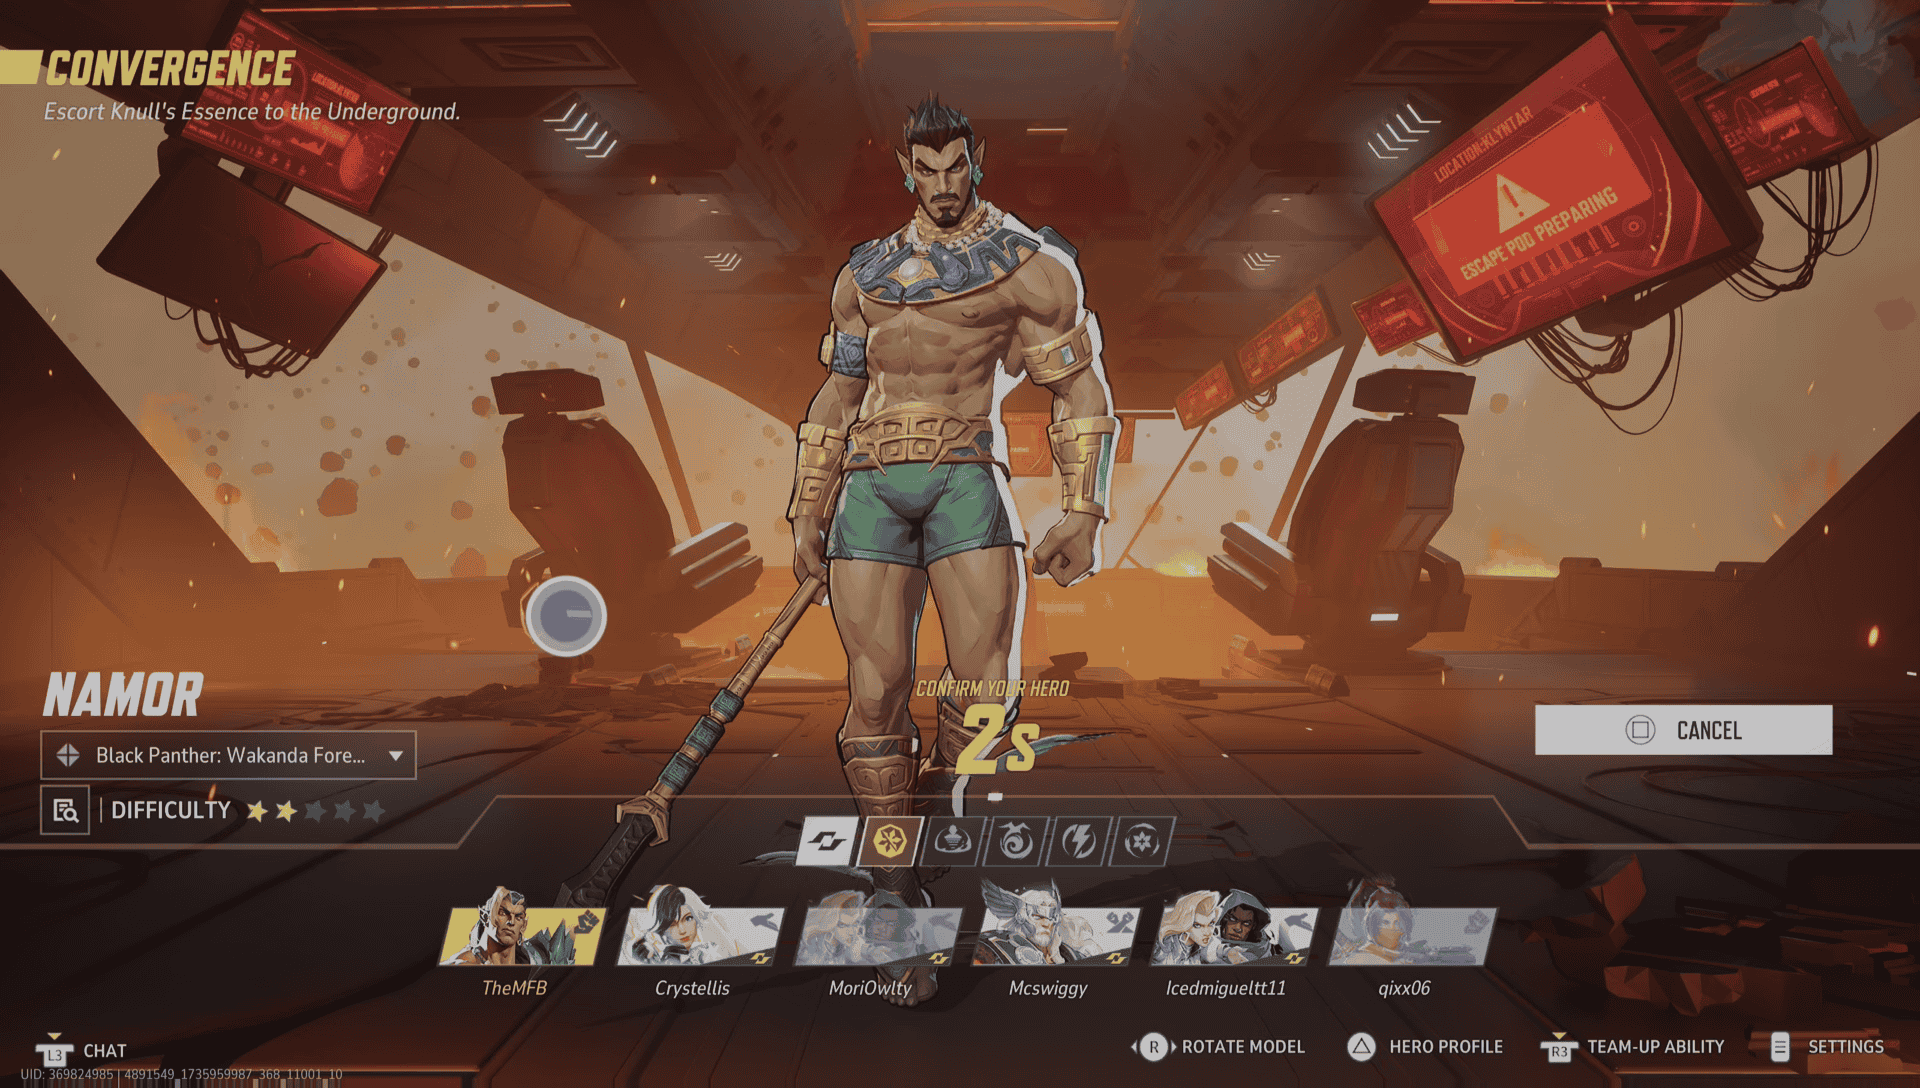 CONVERGENCE
Escort Knull's Essence to the Underground.
LOCATION:KLYNTAR
ESCAPE POD PREPARING
NAMOR
Black Panther: Wakanda Fore...
DIFFICULTY
CONFIRM YOUR HERO
2s
CANCEL
TheMFB
Crystellis
MoriOwlty
Mcswiggy
Icedmigueltt11
qixx06
L3 CHAT
R ROTATE MODEL
HERO PROFILE
R3 TEAM-UP ABILITY
SETTINGS
UID: 369824985 | 4891549_1735959987_368_11001_10